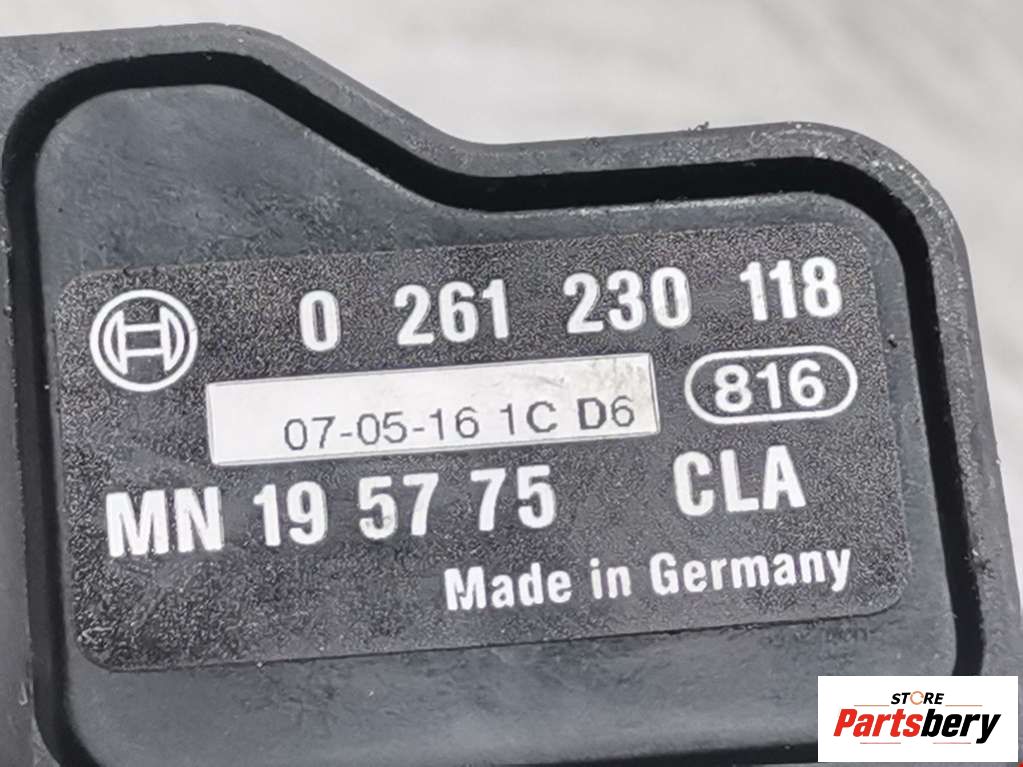 0 261 230 118
07-05-16 1C D6
816
MN 19 57 75 CLA
Made in Germany
STORE
Partsbery